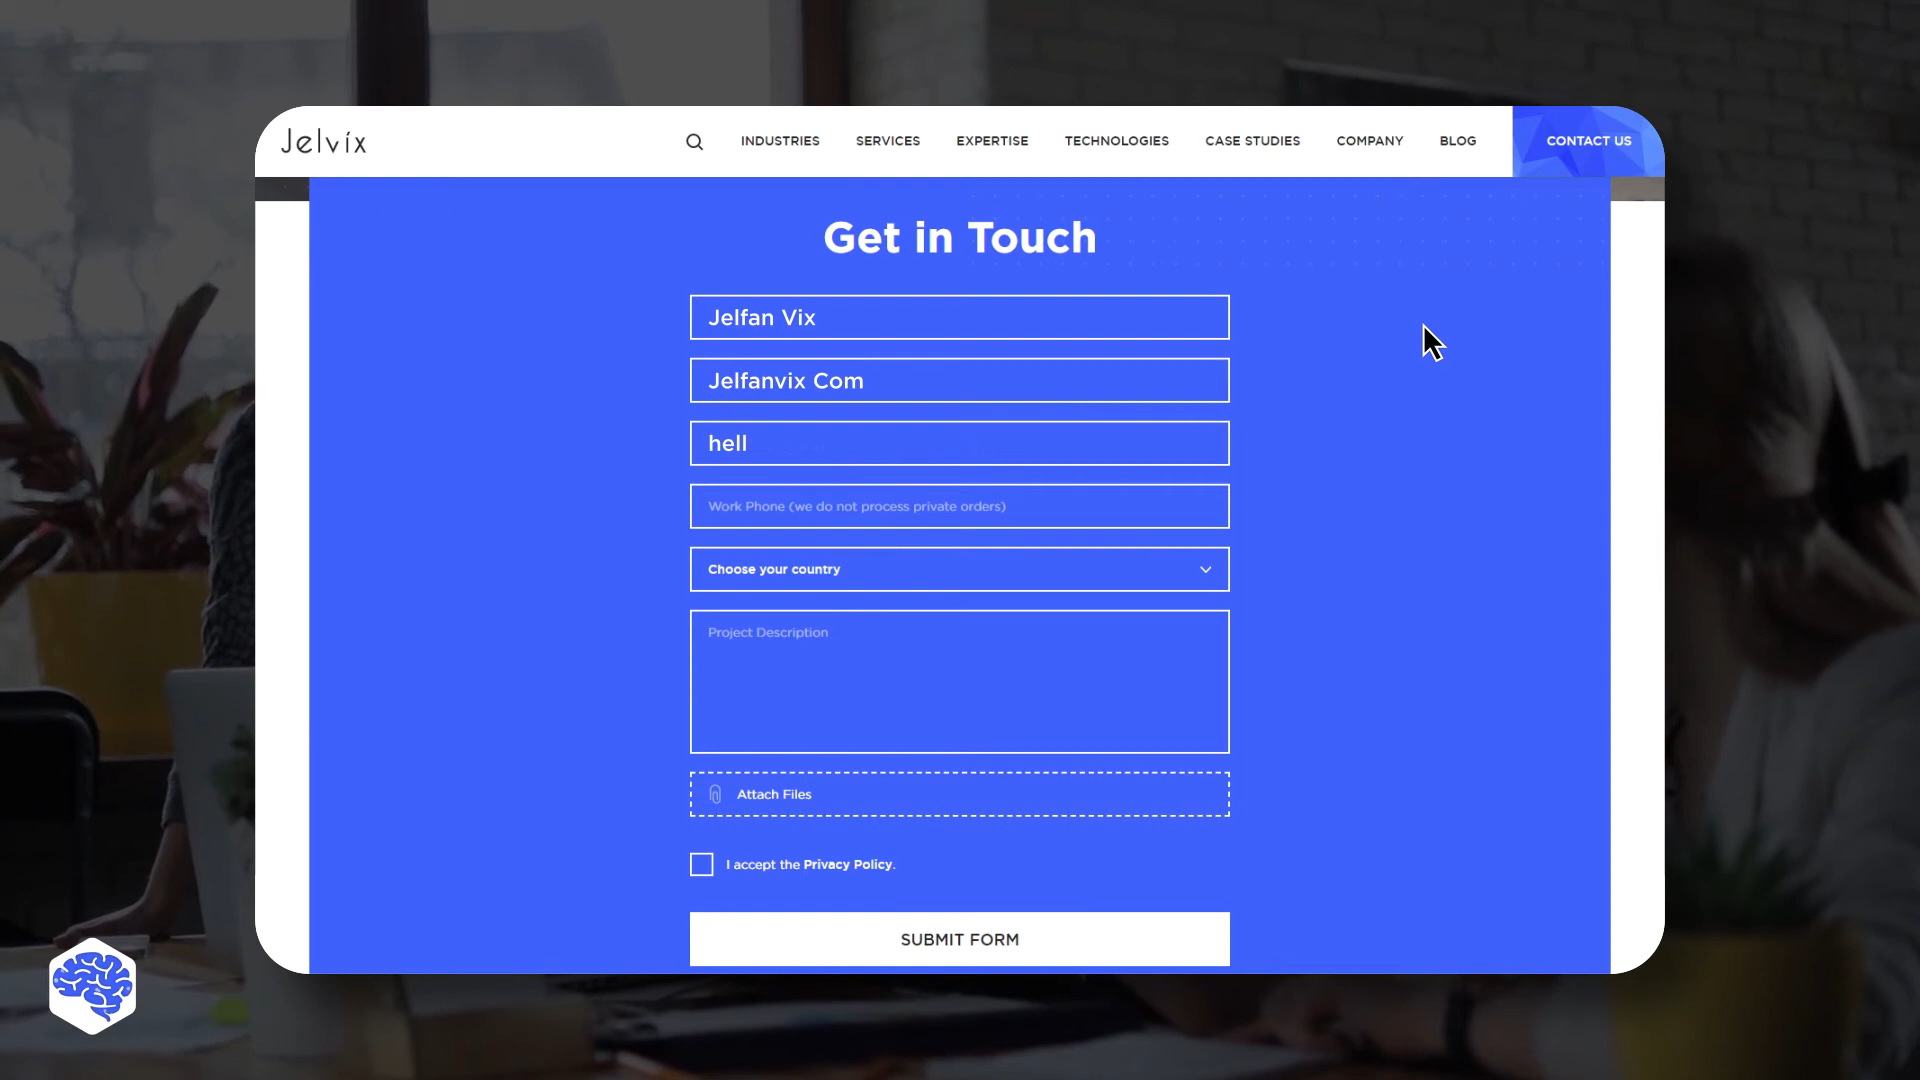 Jelvix
INDUSTRIES SERVICES EXPERTISE TECHNOLOGIES CASE STUDIES COMPANY BLOG CONTACT US
Get in Touch
Jelfan Vix
Jelfanvix Com
hell
Work Phone (we do not process private orders)
Choose your country
Project Description
Attach Files
I accept the Privacy Policy.
SUBMIT FORM